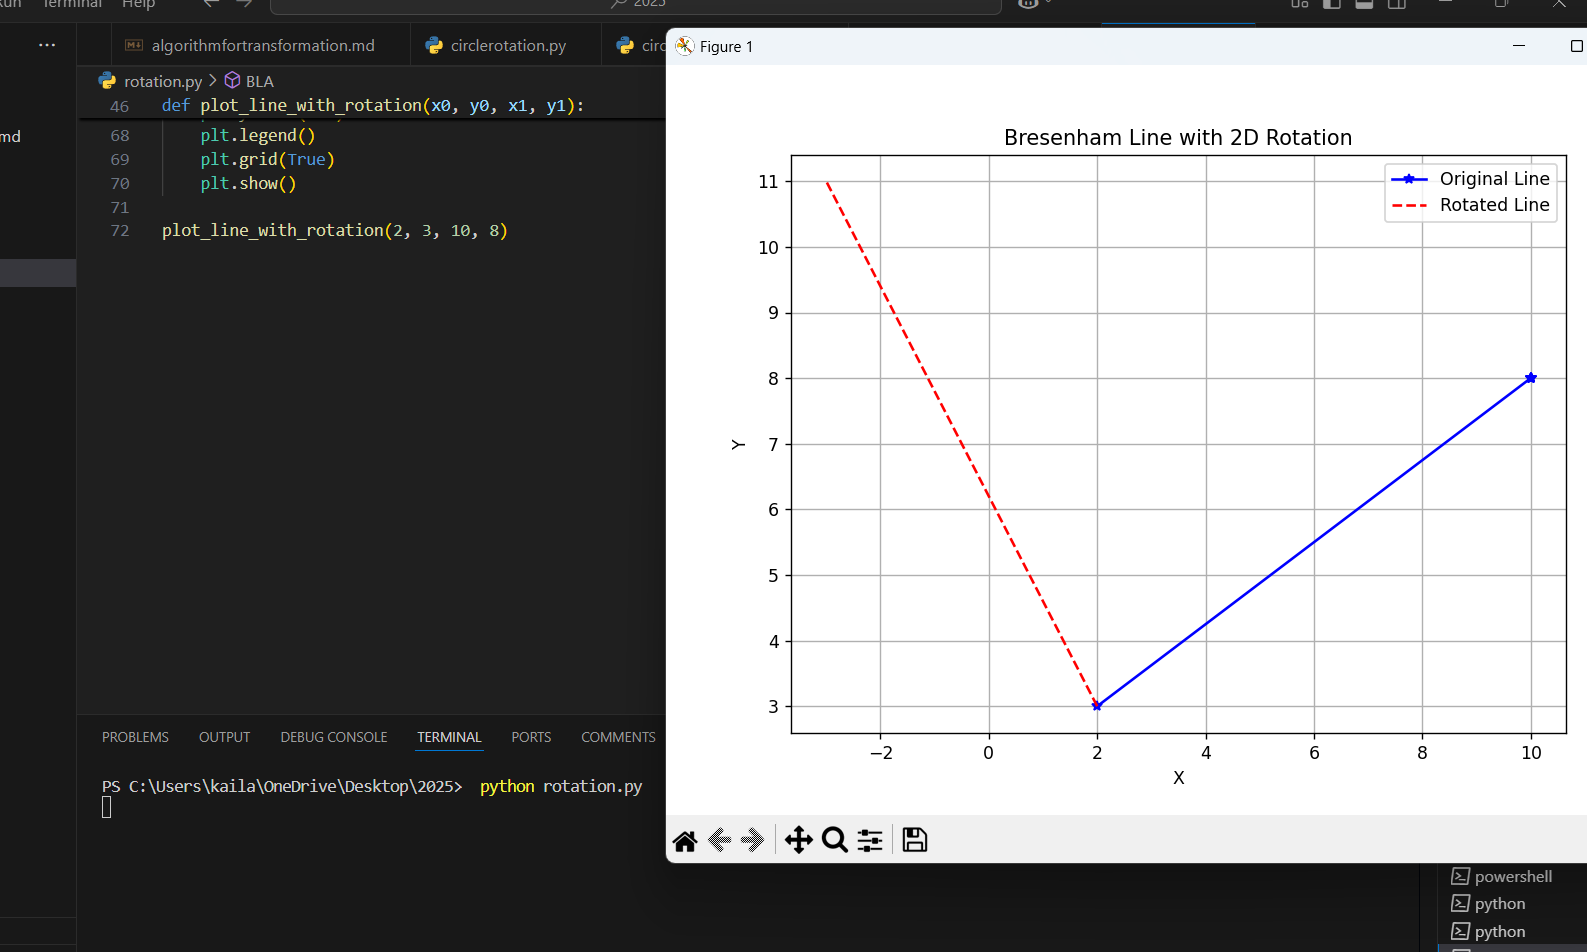 Terminal Help
2025
algorithmfortransformation.md
circlerotation.py
circ
rotation.py > BLA
46 def plot_line_with_rotation(x0, y0, x1, y1):
md
68 plt.legend()
69 plt.grid(True)
70 plt.show()
71
72 plot_line_with_rotation(2, 3, 10, 8)
Figure 1
Bresenham Line with 2D Rotation
Original Line
Rotated Line
11
10
9
8
7
6
5
4
3
Y
−2 0 2 4 6 8 10
X
PROBLEMS OUTPUT DEBUG CONSOLE TERMINAL PORTS COMMENTS
PS C:\Users\kaila\OneDrive\Desktop\2025> python rotation.py
powershell
python
python